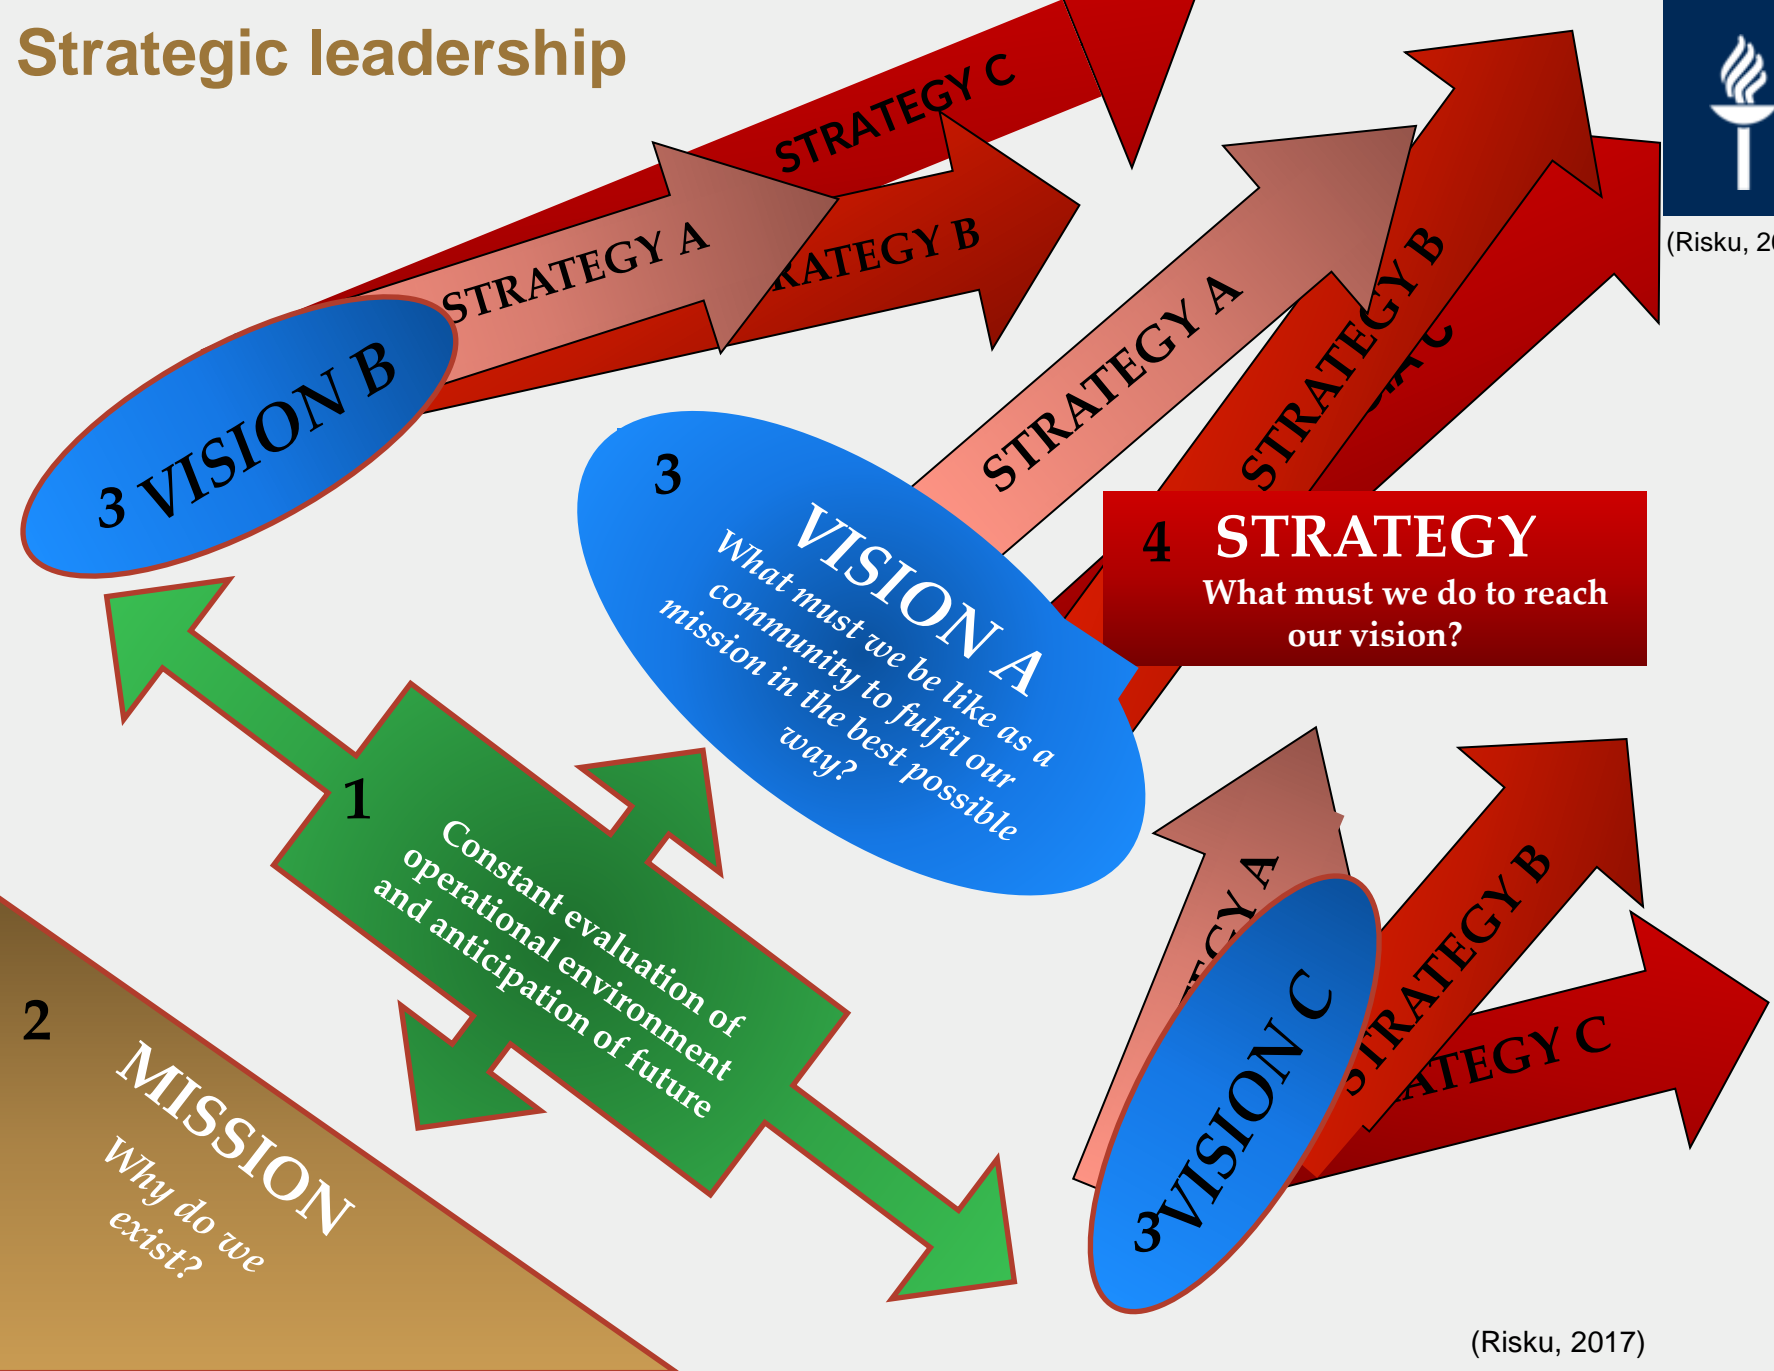 Strategic leadership
STRATEGY C
STRATEGY A
RATEGY B
3 VISION B
(Risku, 20
STRATEGY A
STRATEGY B
C
3
VISION A
What must we be like as a
community to fulfil our
mission in the best possible
way?
4 STRATEGY
What must we do to reach
our vision?
1
Constant evaluation of
operational environment
and anticipation of future
2
MISSION
Why do we
exist?
EGY A
STRATEGY B
ATEGY C
3 VISION C
(Risku, 2017)